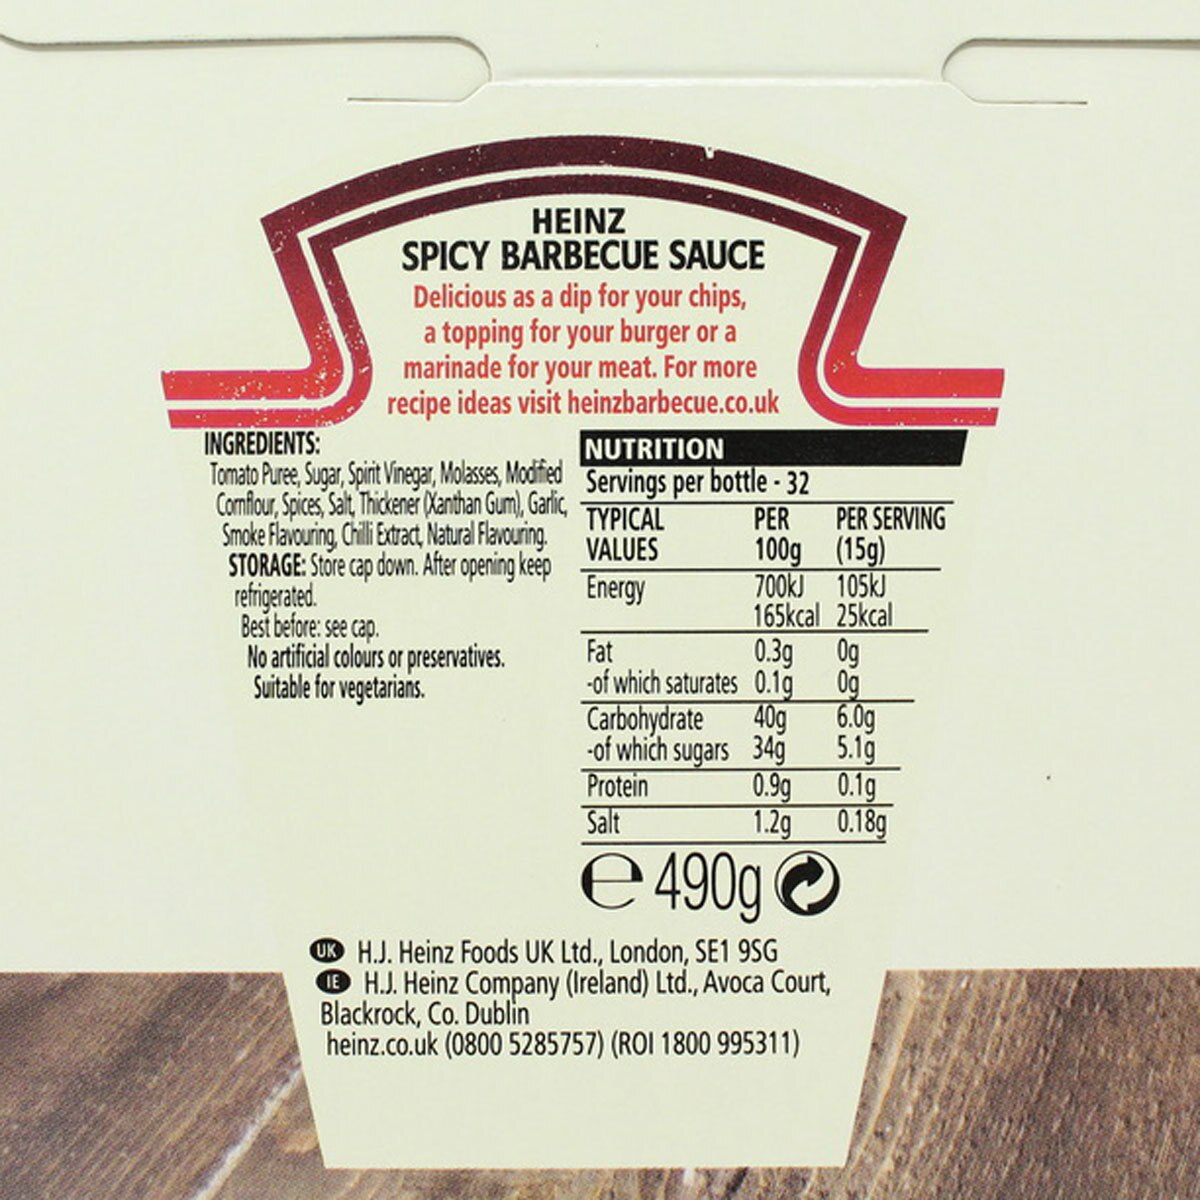 HEINZ
SPICY BARBECUE SAUCE
Delicious as a dip for your chips,
a topping for your burger or a
marinade for your meat. For more
recipe ideas visit heinzbarbecue.co.uk
INGREDIENTS:
Tomato Puree, Sugar, Spirit Vinegar, Molasses, Modified
Cornflour, Spices, Salt, Thickener (Xanthan Gum), Garlic,
Smoke Flavouring, Chilli Extract, Natural Flavouring.
STORAGE: Store cap down. After opening keep
refrigerated.
Best before: see cap.
No artificial colours or preservatives.
Suitable for vegetarians.
NUTRITION
Servings per bottle - 32
TYPICAL PER PER SERVING
VALUES 100g (15g)
Energy 700kJ 105kJ
165kcal 25kcal
Fat 0.3g 0g
-of which saturates 0.1g 0g
Carbohydrate 40g 6.0g
-of which sugars 34g 5.1g
Protein 0.9g 0.1g
Salt 1.2g 0.18g
℮ 490g
UK H.J. Heinz Foods UK Ltd., London, SE1 9SG
IE H.J. Heinz Company (Ireland) Ltd., Avoca Court,
Blackrock, Co. Dublin
heinz.co.uk (0800 5285757) (ROI 1800 995311)